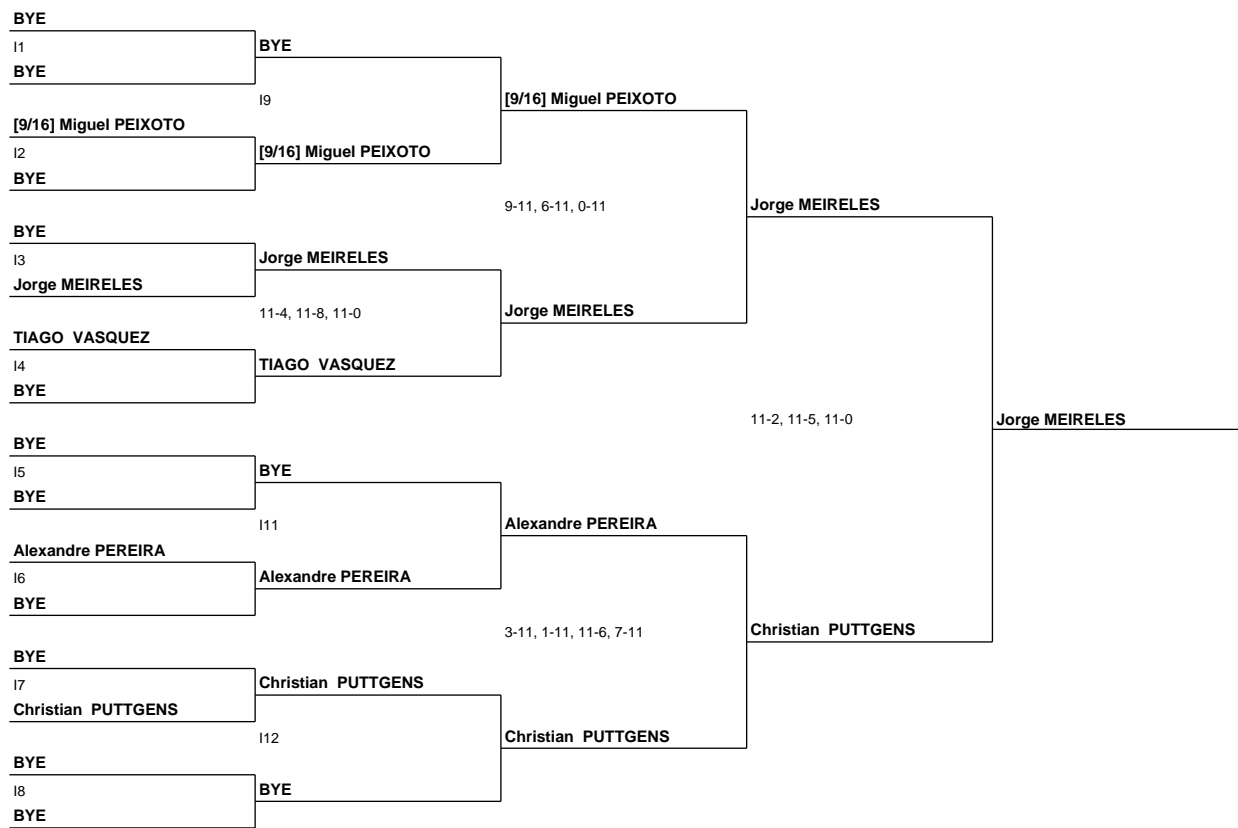 BYE
I1
BYE
BYE
I9
[9/16] Miguel PEIXOTO
[9/16] Miguel PEIXOTO
I2
BYE
[9/16] Miguel PEIXOTO
9-11, 6-11, 0-11
Jorge MEIRELES
BYE
I3
Jorge MEIRELES
Jorge MEIRELES
11-4, 11-8, 11-0
Jorge MEIRELES
TIAGO  VASQUEZ
I4
BYE
TIAGO  VASQUEZ
11-2, 11-5, 11-0
Jorge MEIRELES
BYE
I5
BYE
BYE
I11
Alexandre PEREIRA
Alexandre PEREIRA
I6
BYE
Alexandre PEREIRA
3-11, 1-11, 11-6, 7-11
Christian  PUTTGENS
BYE
I7
Christian  PUTTGENS
Christian  PUTTGENS
I12
Christian  PUTTGENS
BYE
I8
BYE
BYE